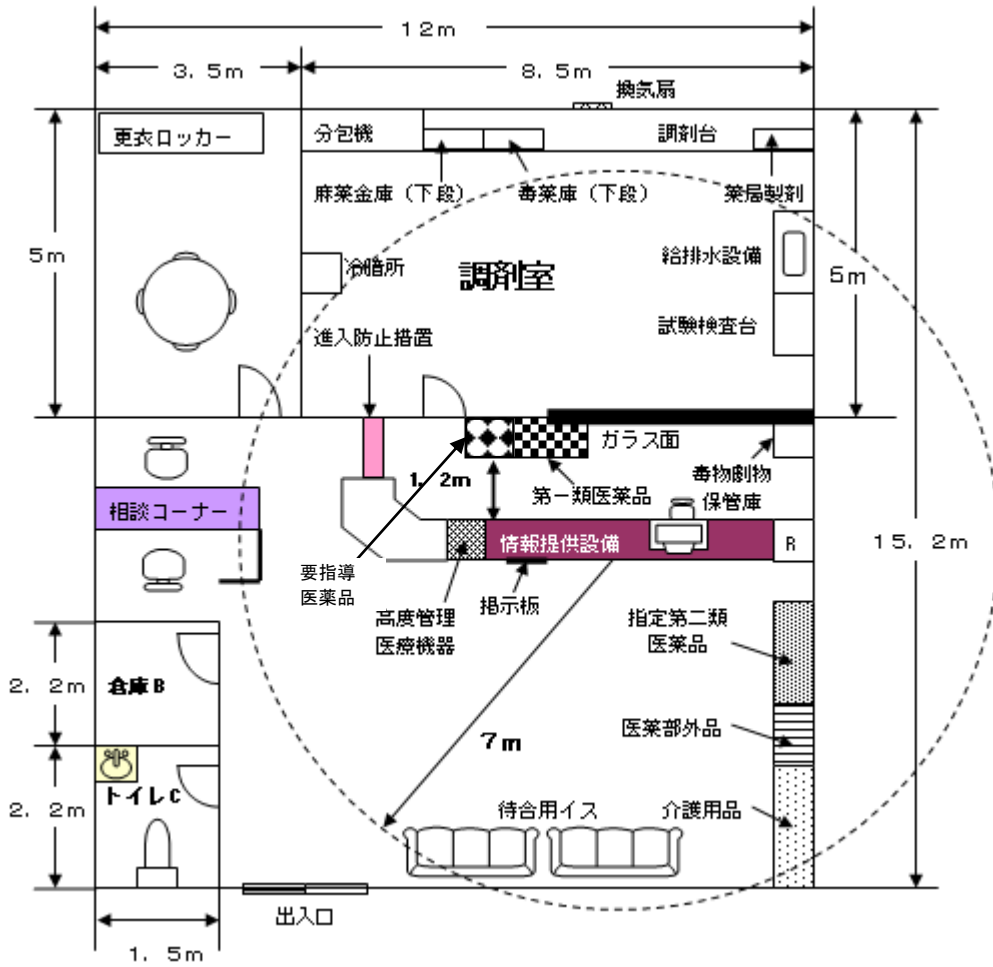 12m
3.5m
8.5m
換気扇
更衣ロッカー
分包機
調剤台
麻薬金庫(下段)
毒薬庫(下段)
薬局製剤
5m
冷暗所
調剤室
給排水設備
5m
進入防止措置
試験検査台
ガラス面
1.2m
第一類医薬品
毒物劇物
保管庫
相談コーナー
情報提供設備
R
15.2m
要指導
医薬品
高度管理
医療機器
掲示板
指定第二類
医薬品
2.2m
倉庫B
医薬部外品
7m
2.2m
トイレC
待合用イス
介護用品
出入口
1.5m